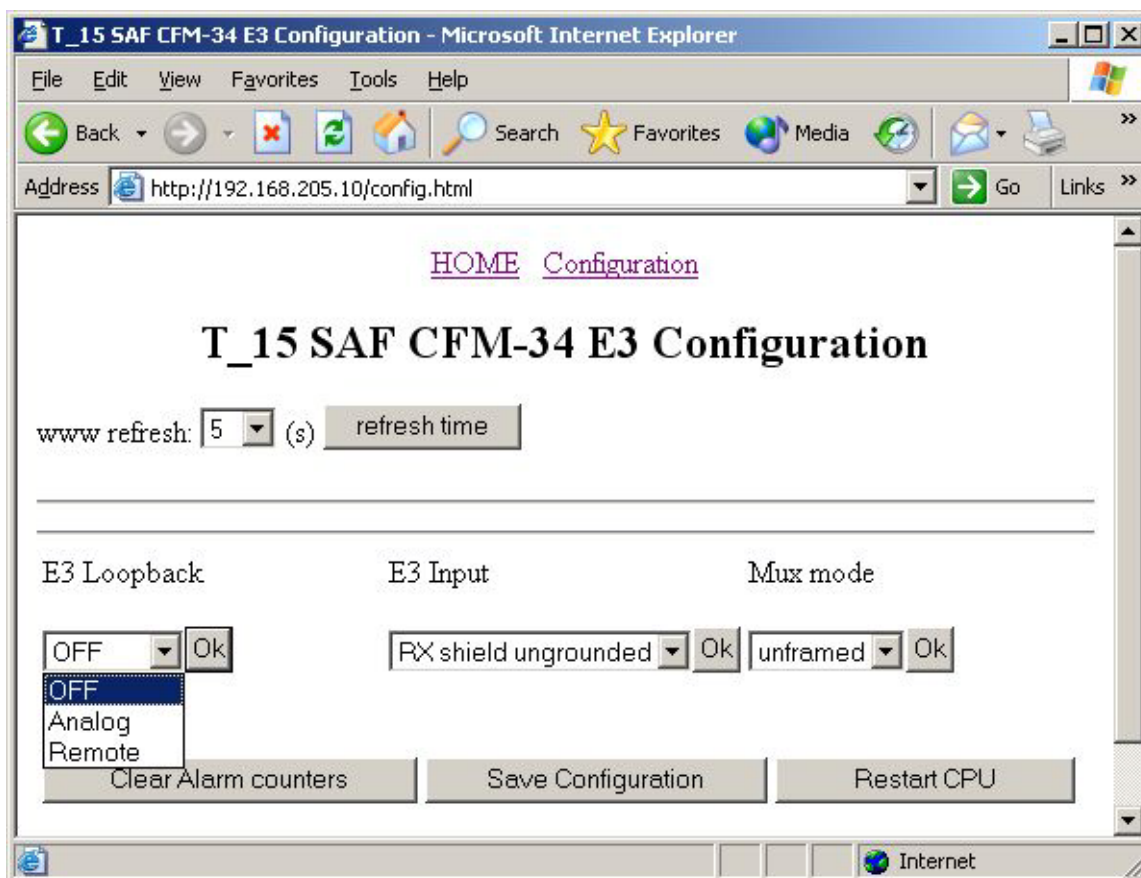 T_15 SAF CFM-34 E3 Configuration - Microsoft Internet Explorer
File Edit View Favorites Tools Help
Back Search Favorites Media »
Address http://192.168.205.10/config.html Go Links »
HOME Configuration
T_15 SAF CFM-34 E3 Configuration
www refresh: 5 (s) refresh time
E3 Loopback E3 Input Mux mode
OFF Ok RX shield ungrounded Ok unframed Ok
OFF
Analog
Remote
Clear Alarm counters Save Configuration Restart CPU
Internet